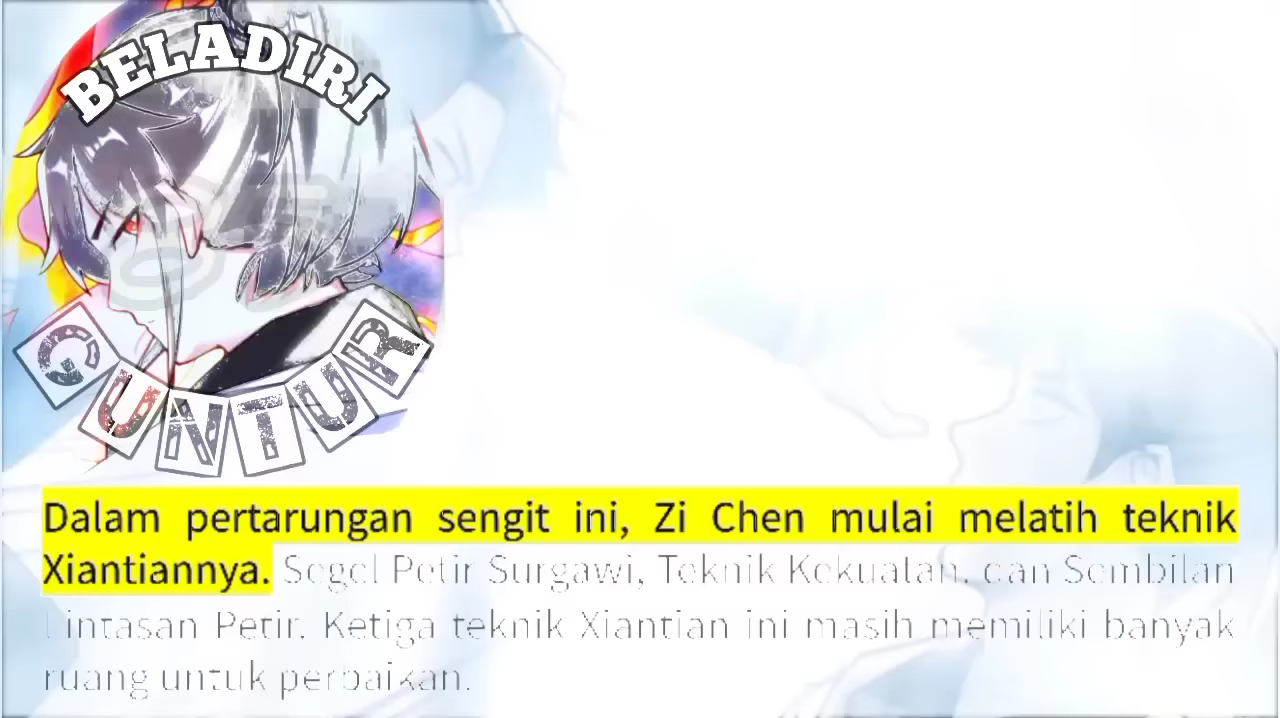 BELADIRI
GUNTUR
Dalam pertarungan sengit ini, Zi Chen mulai melatih teknik
Xiantiannya. Segel Petir Surgawi, Teknik Kekuatan, dan Sembilan
Lintasan Petir. Ketiga teknik Xiantian ini masih memiliki banyak
ruang untuk perbaikan.